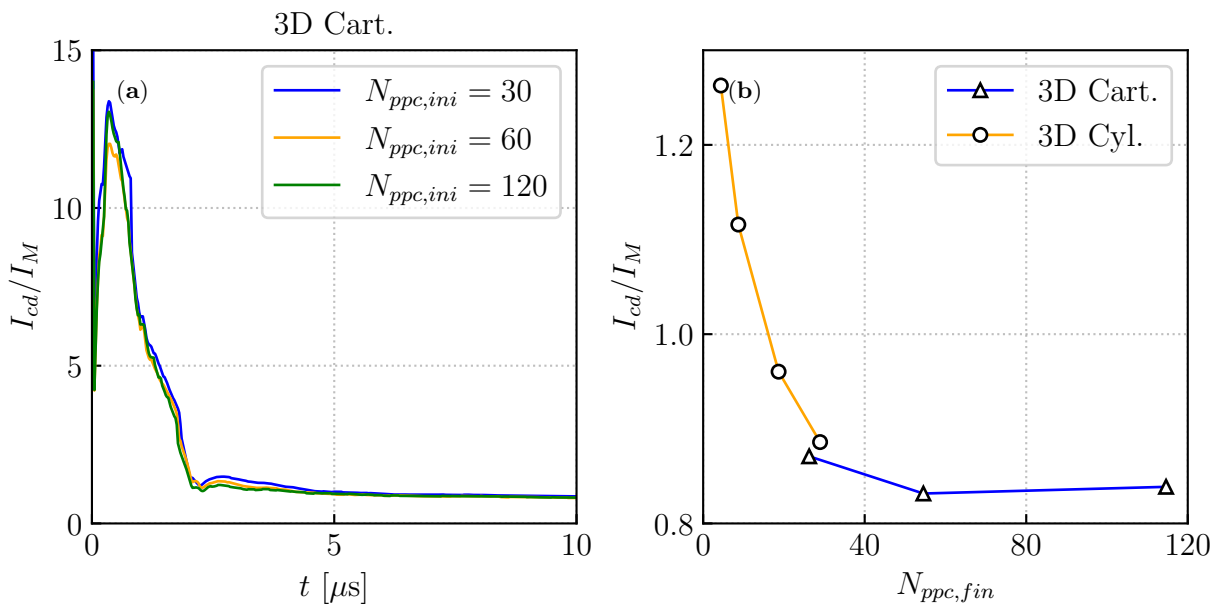 3D Cart.
(a)
N_{ppc,ini} = 30
N_{ppc,ini} = 60
N_{ppc,ini} = 120
15
10
5
0
I_{cd}/I_M
0 5 10
t [μs]
(b)
3D Cart.
3D Cyl.
1.2
1.0
0.8
I_{cd}/I_M
0 40 80 120
N_{ppc,fin}